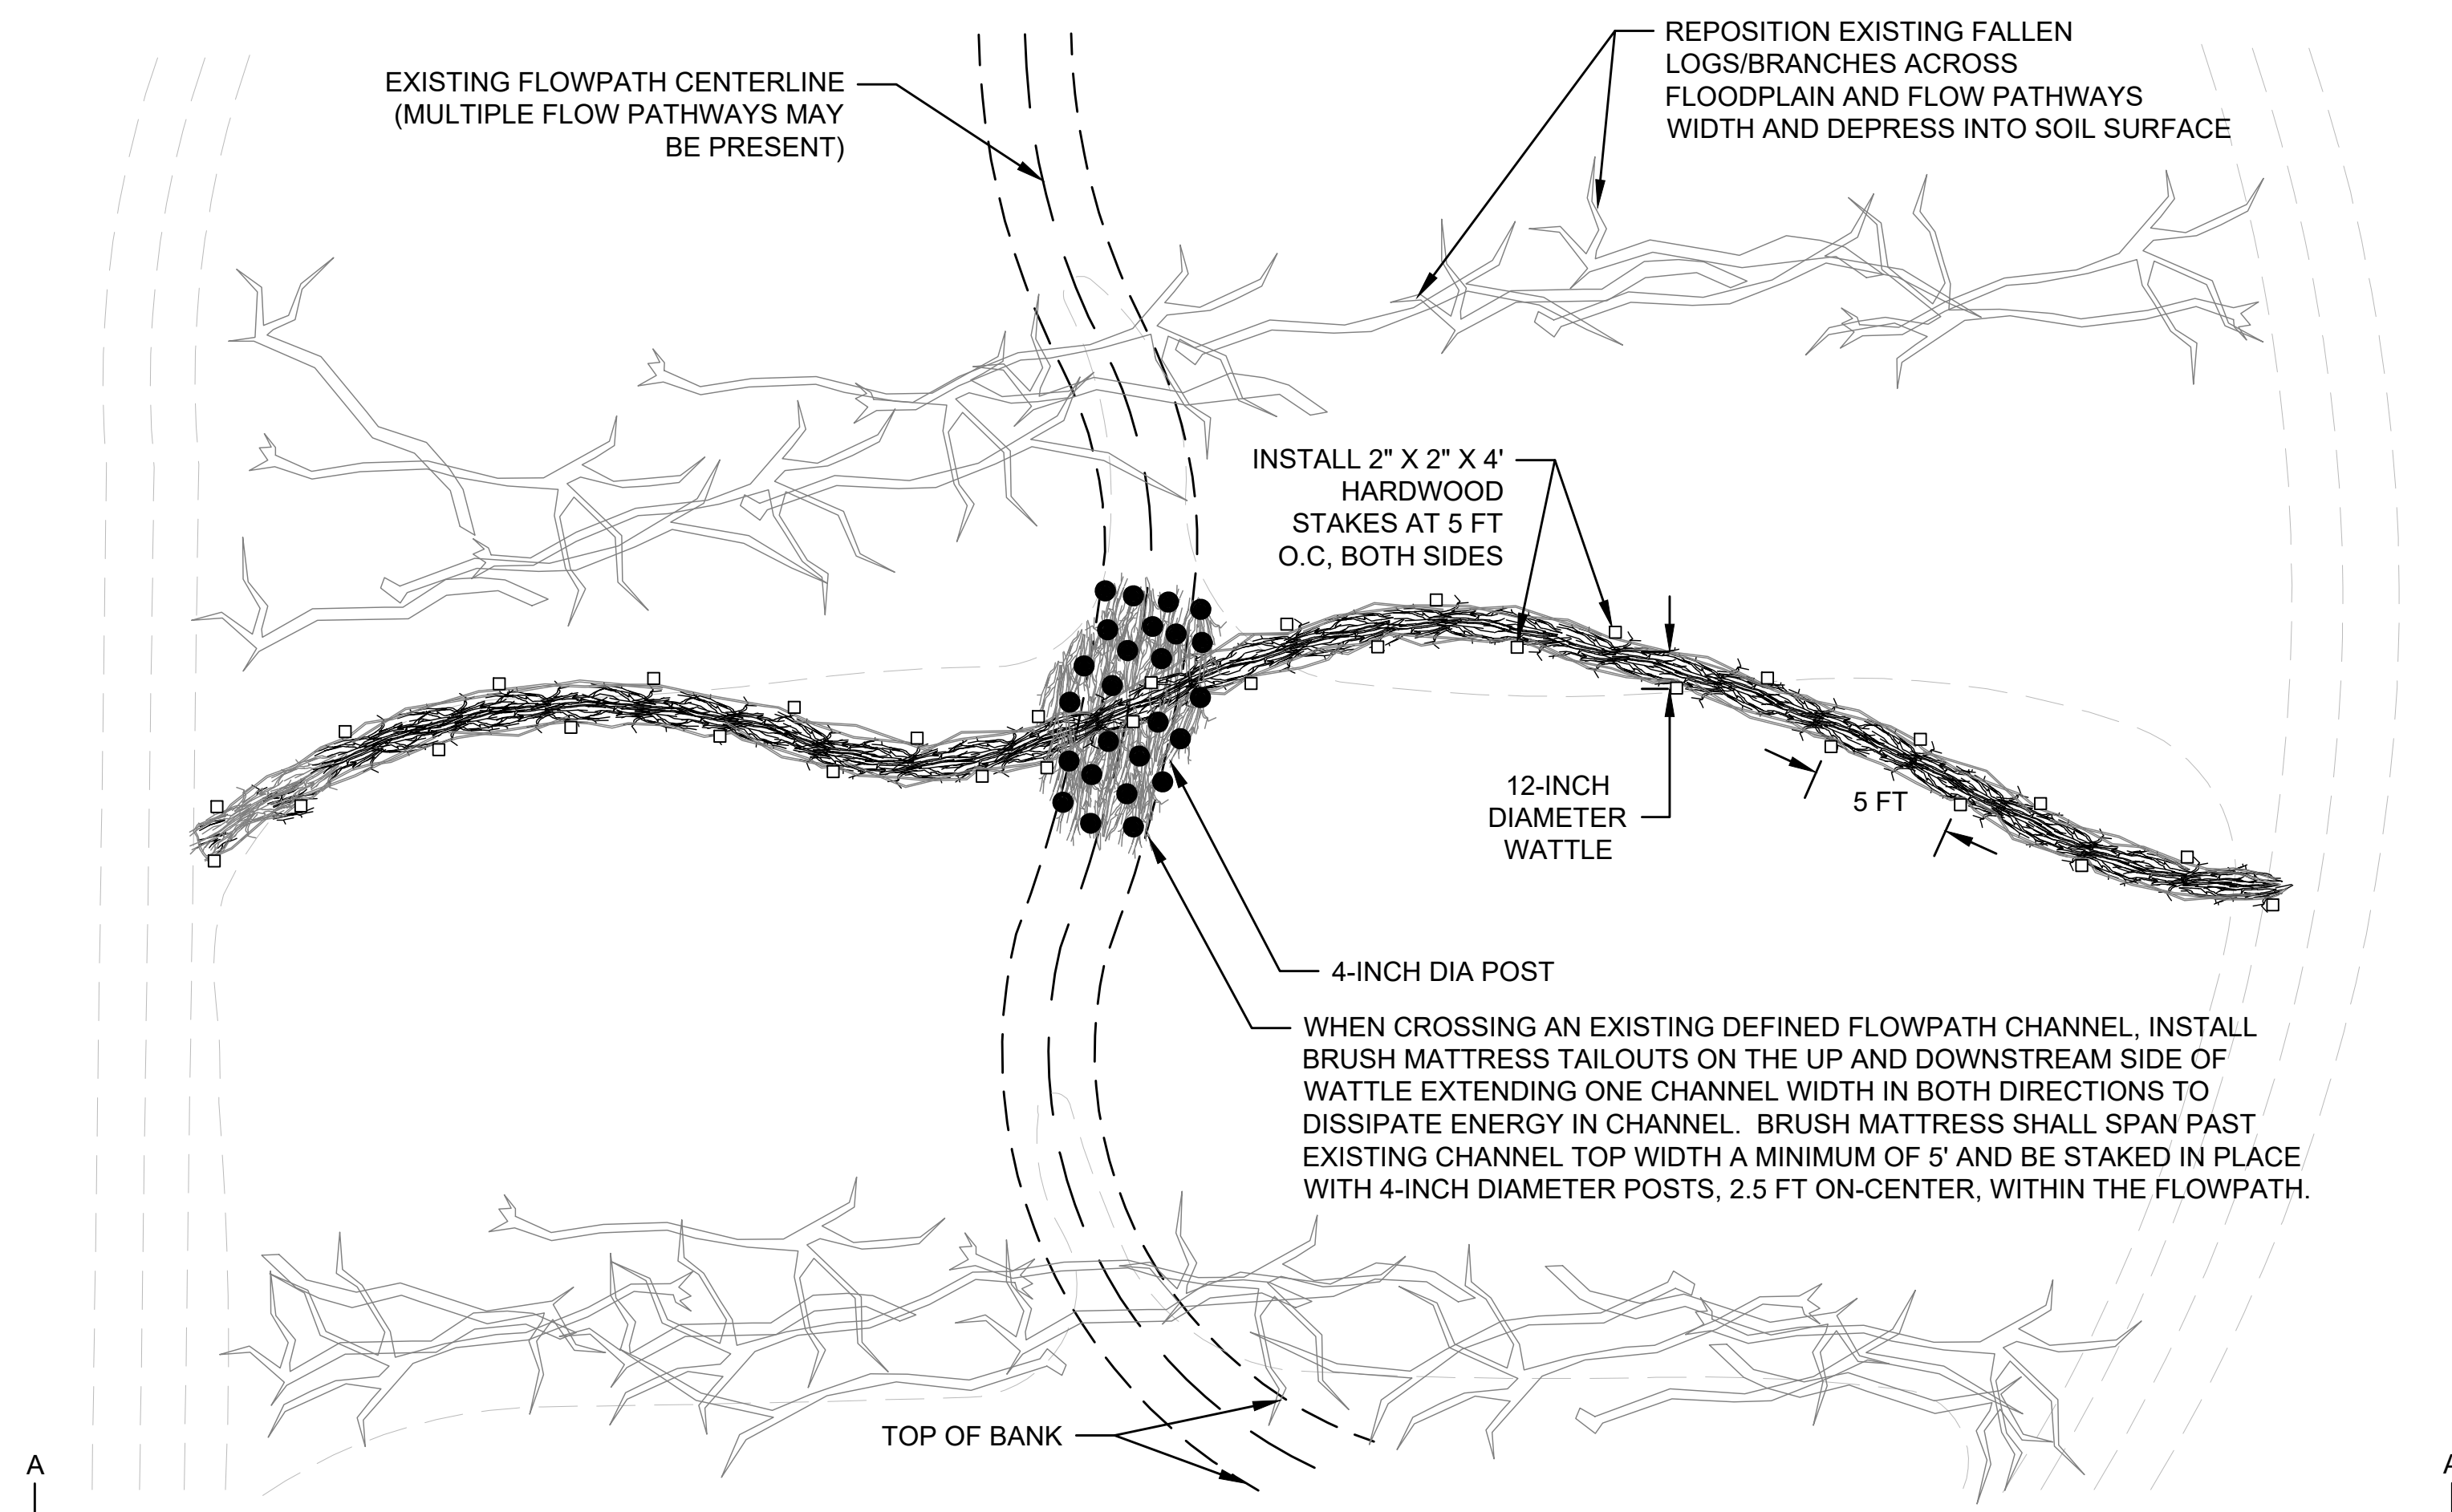 EXISTING FLOWPATH CENTERLINE
(MULTIPLE FLOW PATHWAYS MAY
BE PRESENT)
REPOSITION EXISTING FALLEN
LOGS/BRANCHES ACROSS
FLOODPLAIN AND FLOW PATHWAYS
WIDTH AND DEPRESS INTO SOIL SURFACE
INSTALL 2" X 2" X 4'
HARDWOOD
STAKES AT 5 FT
O.C, BOTH SIDES
12-INCH
DIAMETER
WATTLE
5 FT
4-INCH DIA POST
WHEN CROSSING AN EXISTING DEFINED FLOWPATH CHANNEL, INSTALL
BRUSH MATTRESS TAILOUTS ON THE UP AND DOWNSTREAM SIDE OF
WATTLE EXTENDING ONE CHANNEL WIDTH IN BOTH DIRECTIONS TO
DISSIPATE ENERGY IN CHANNEL.  BRUSH MATTRESS SHALL SPAN PAST
EXISTING CHANNEL TOP WIDTH A MINIMUM OF 5' AND BE STAKED IN PLACE
WITH 4-INCH DIAMETER POSTS, 2.5 FT ON-CENTER, WITHIN THE FLOWPATH.
TOP OF BANK
A